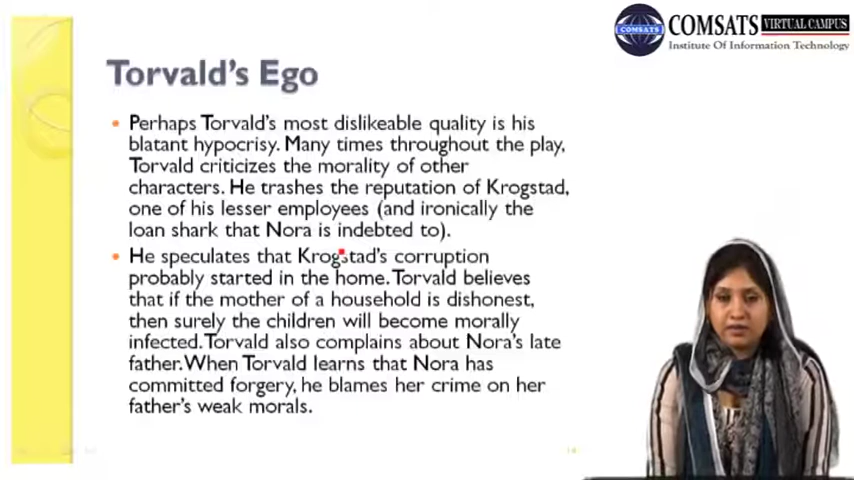 COMSATS VIRTUAL CAMPUS
COMSATS
Institute Of Information Technology
Torvald's Ego
Perhaps Torvald's most dislikeable quality is his
blatant hypocrisy. Many times throughout the play,
Torvald criticizes the morality of other
characters. He trashes the reputation of Krogstad,
one of his lesser employees (and ironically the
loan shark that Nora is indebted to).
He speculates that Krogstad's corruption
probably started in the home. Torvald believes
that if the mother of a household is dishonest,
then surely the children will become morally
infected. Torvald also complains about Nora's late
father. When Torvald learns that Nora has
committed forgery, he blames her crime on her
father's weak morals.